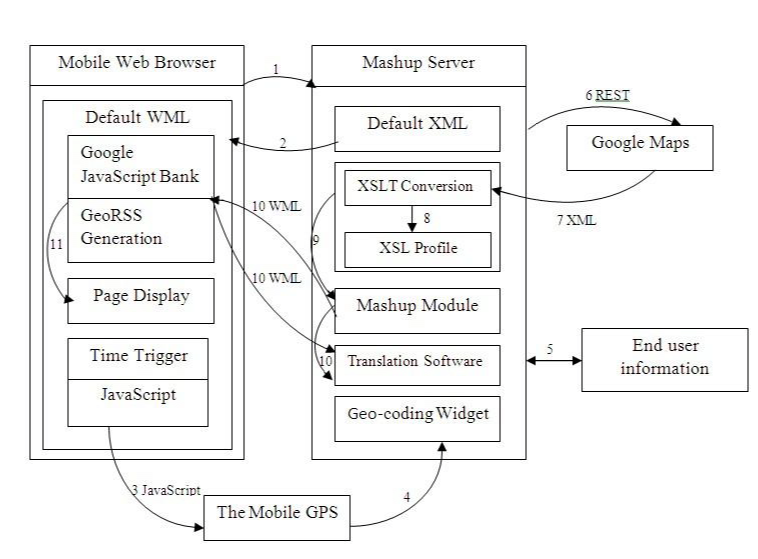 Mobile Web Browser
1
Mashup Server
Default WML
2
Default XML
6 REST
Google Maps
Google
JavaScript Bank
XSLT Conversion
7 XML
10 WML
8
GeoRSS
Generation
9
XSL Profile
11
10 WML
Page Display
Mashup Module
Time Trigger
10
Translation Software
5
End user
information
JavaScript
Geo-coding Widget
3 JavaScript
4
The Mobile GPS